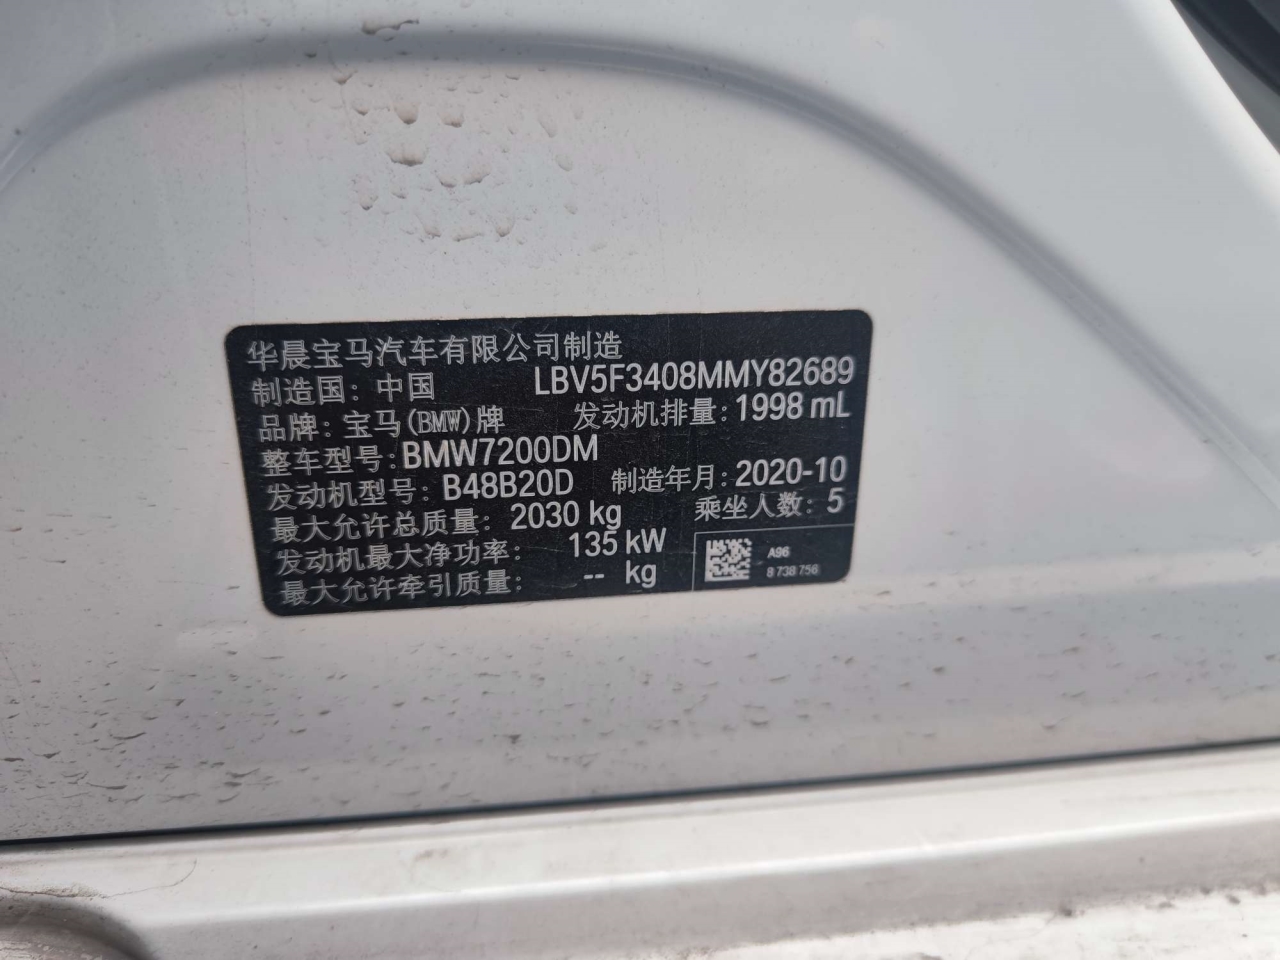 华晨宝马汽车有限公司制造
制造国: 中国 LBV5F3408MMY82689
品牌: 宝马(BMW)牌 发动机排量: 1998 mL
整车型号: BMW7200DM
发动机型号: B48B20D 制造年月: 2020-10
最大允许总质量: 2030 kg 乘坐人数: 5
发动机最大净功率: 135 kW
最大允许牵引质量: -- kg
A96
8 738 756